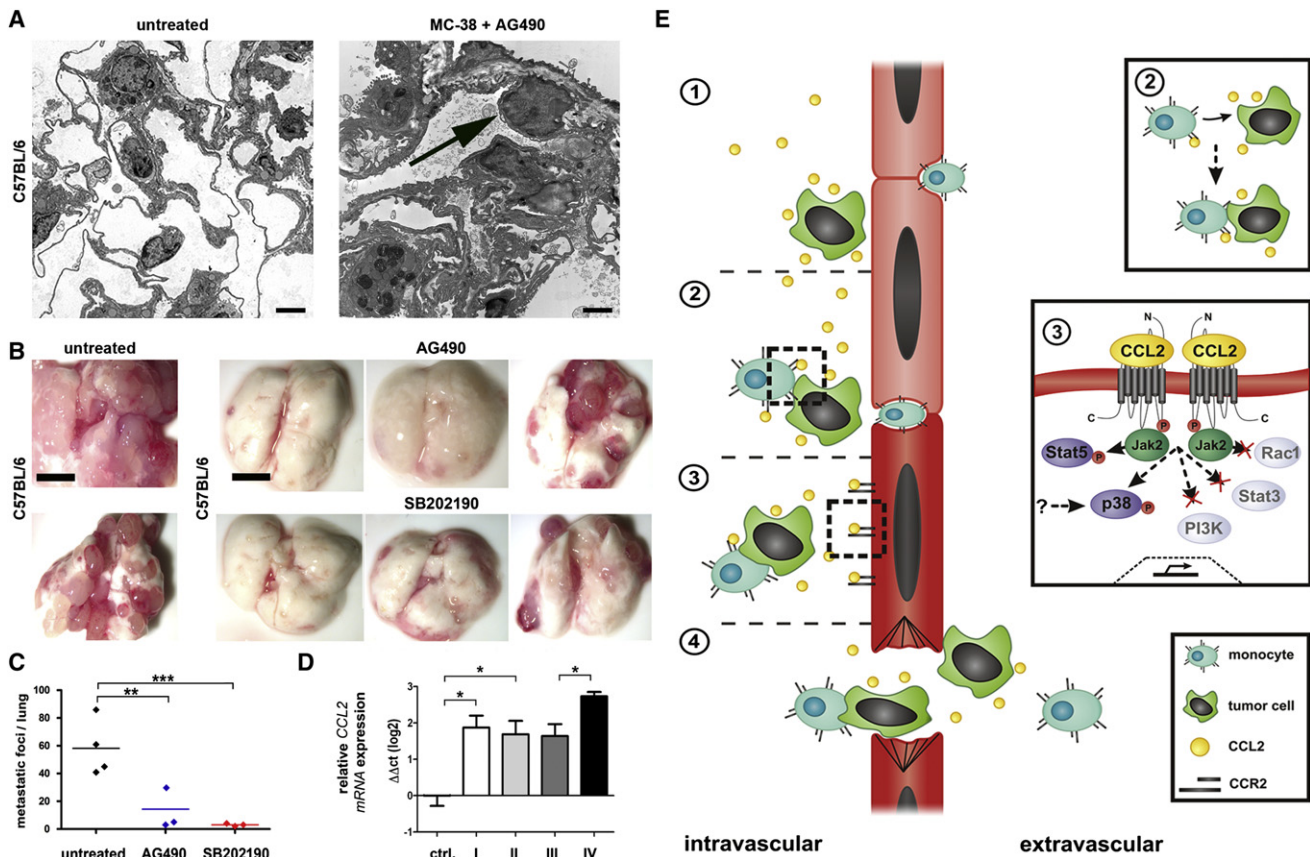 A
untreated
MC-38 + AG490
C57BL/6
B
untreated
AG490
C57BL/6
C57BL/6
SB202190
C
metastatic foci / lung
100
80
60
40
20
0
**
***
untreated
AG490
SB202190
D
relative CCL2
mRNA expression
ΔΔct (log2)
3
2
1
0
-1
*
*
*
ctrl.
I
II
III
IV
E
1
2
3
4
intravascular
extravascular
2
3
N
N
CCL2
CCL2
C
C
P
P
Jak2
Jak2
Stat5
P
Rac1
Stat3
?
p38
P
PI3K
monocyte
tumor cell
CCL2
CCR2